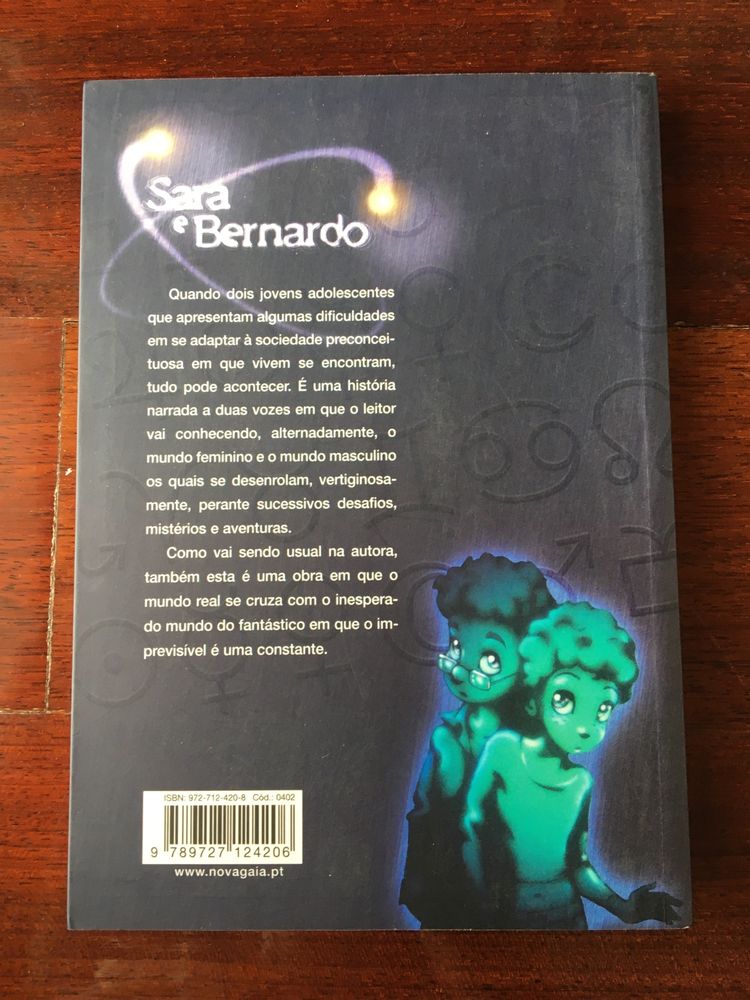 Sara
e Bernardo
Quando dois jovens adolescentes
que apresentam algumas dificuldades
em se adaptar à sociedade preconcei-
tuosa em que vivem se encontram,
tudo pode acontecer. É uma história
narrada a duas vozes em que o leitor
vai conhecendo, alternadamente, o
mundo feminino e o mundo masculino
os quais se desenrolam, vertiginosa-
mente, perante sucessivos desafios,
mistérios e aventuras.
Como vai sendo usual na autora,
também esta é uma obra em que o
mundo real se cruza com o inespera-
do mundo do fantástico em que o im-
previsível é uma constante.
ISBN: 972-712-420-8 Cód.: 0402
9 789727 124206
www.novagaia.pt